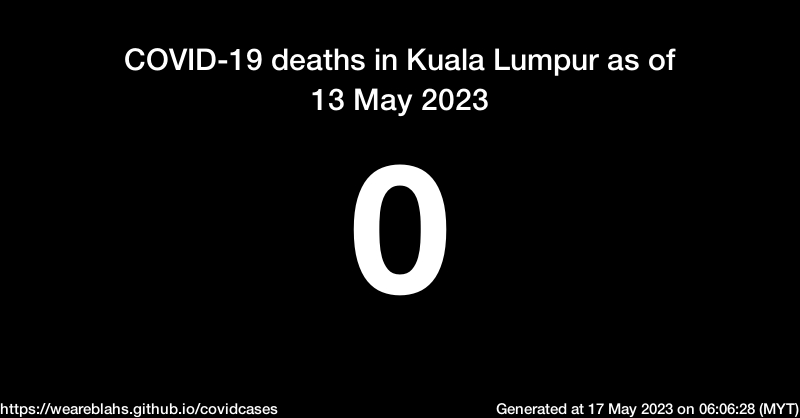 COVID-19 deaths in Kuala Lumpur as of
13 May 2023
0
https://weareblahs.github.io/covidcases
Generated at 17 May 2023 on 06:06:28 (MYT)